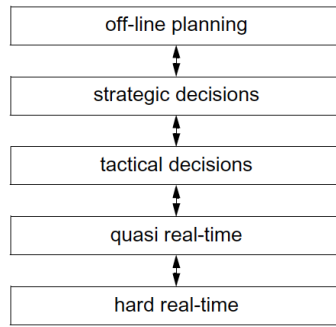 off-line planning
strategic decisions
tactical decisions
quasi real-time
hard real-time